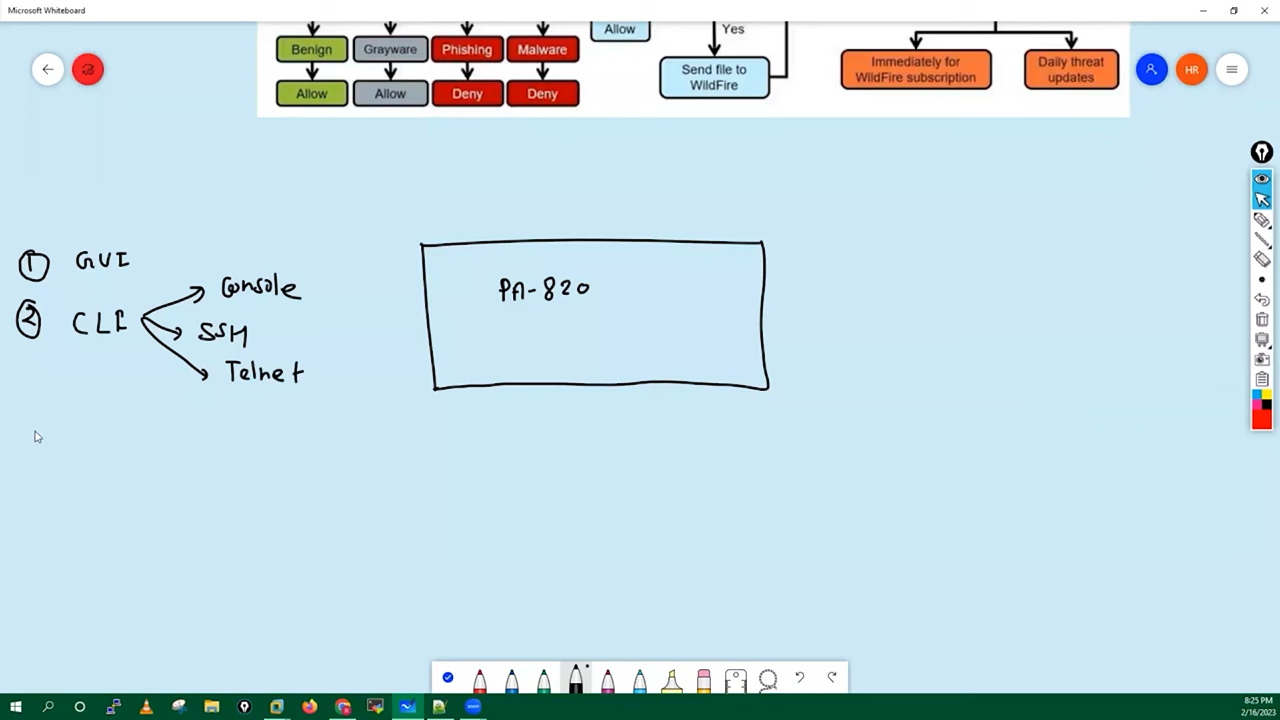 Microsoft Whiteboard
Allow
Yes
Benign
Grayware
Phishing
Malware
Send file to
WildFire
Immediately for
WildFire subscription
Daily threat
updates
HR
Allow
Allow
Deny
Deny
① GUI
② CLI
Console
SSH
Telnet
PA-820
8:25 PM
2/16/2023